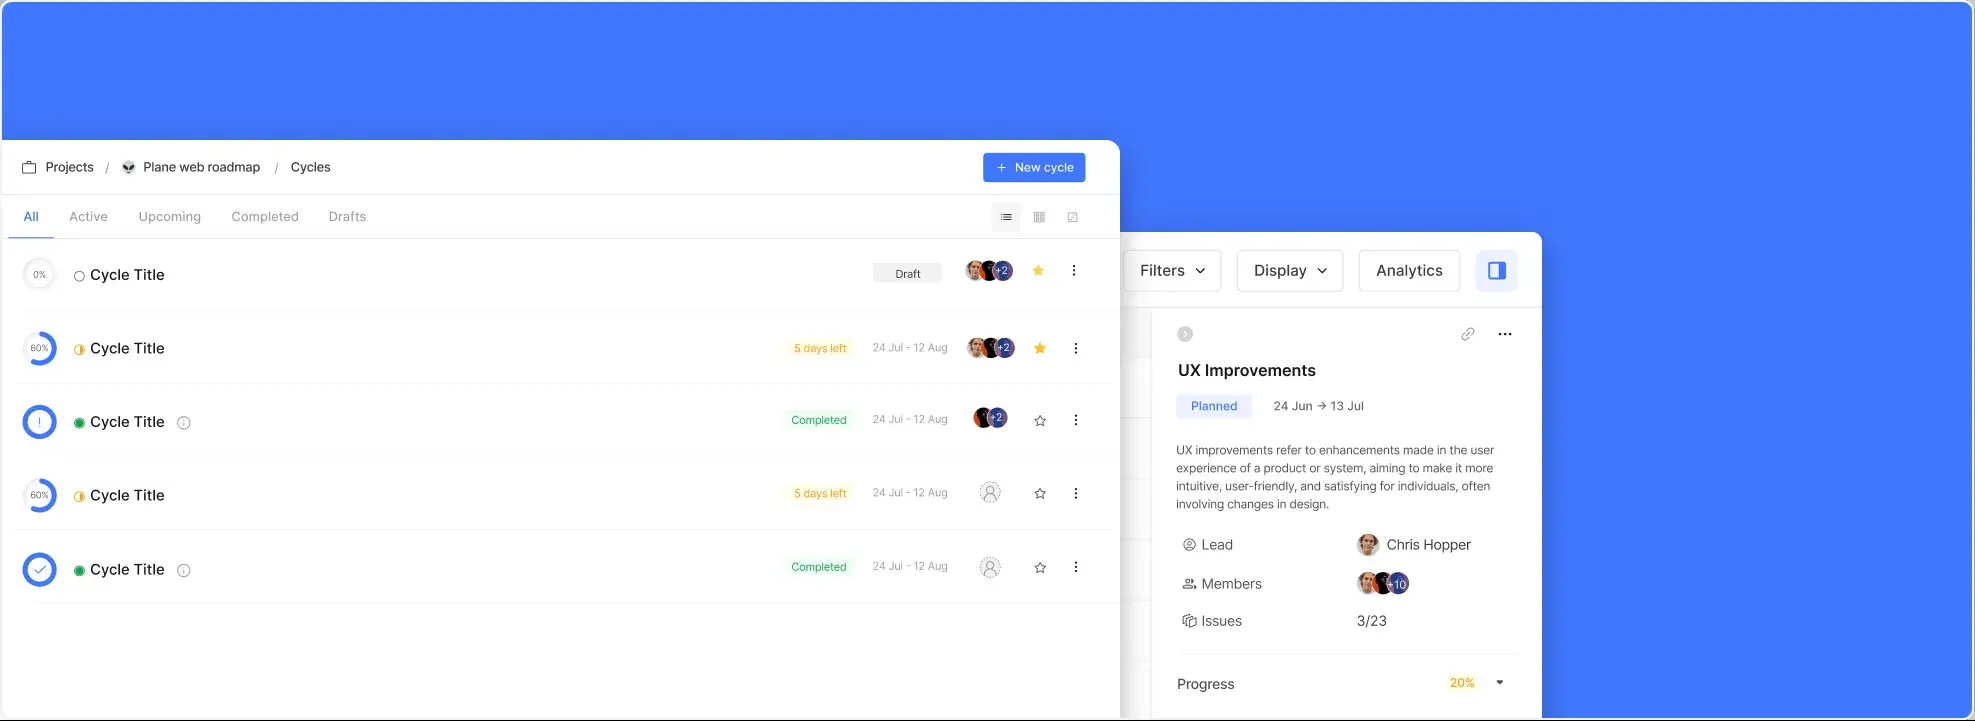 Projects / Plane web roadmap / Cycles
+ New cycle
All Active Upcoming Completed Drafts
0% Cycle Title Draft +2
60% Cycle Title 5 days left 24 Jul - 12 Aug +2
! Cycle Title Completed 24 Jul - 12 Aug +2
60% Cycle Title 5 days left 24 Jul - 12 Aug
Cycle Title Completed 24 Jul - 12 Aug
Filters Display Analytics
UX Improvements
Planned 24 Jun → 13 Jul
UX improvements refer to enhancements made in the user
experience of a product or system, aiming to make it more
intuitive, user-friendly, and satisfying for individuals, often
involving changes in design.
Lead Chris Hopper
Members +10
Issues 3/23
Progress 20%